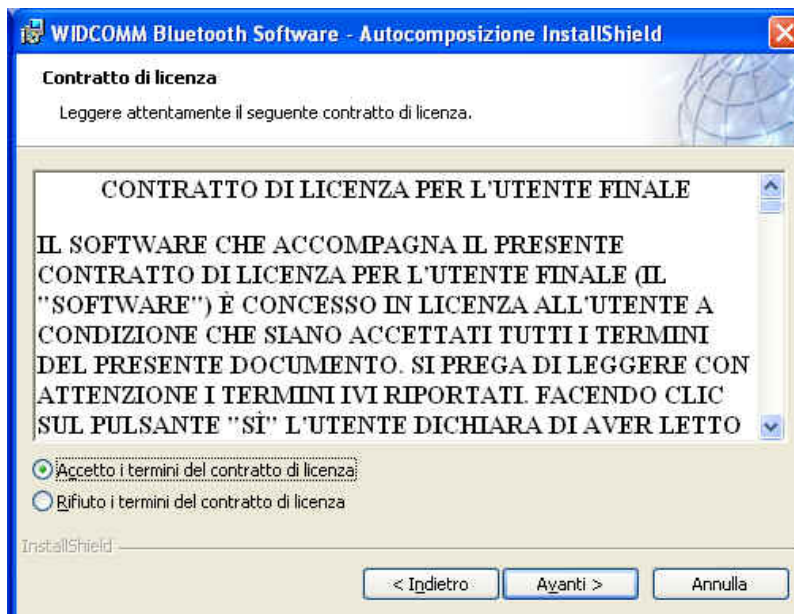 WIDCOMM Bluetooth Software - Autocomposizione InstallShield
Contratto di licenza
Leggere attentamente il seguente contratto di licenza.
CONTRATTO DI LICENZA PER L'UTENTE FINALE
IL SOFTWARE CHE ACCOMPAGNA IL PRESENTE
CONTRATTO DI LICENZA PER L'UTENTE FINALE (IL
"SOFTWARE") È CONCESSO IN LICENZA ALL'UTENTE A
CONDIZIONE CHE SIANO ACCETTATI TUTTI I TERMINI
DEL PRESENTE DOCUMENTO. SI PREGA DI LEGGERE CON
ATTENZIONE I TERMINI IVI RIPORTATI. FACENDO CLIC
SUL PULSANTE "SÌ" L'UTENTE DICHIARA DI AVER LETTO
Accetto i termini del contratto di licenza
Rifiuto i termini del contratto di licenza
InstallShield
< Indietro Avanti > Annulla